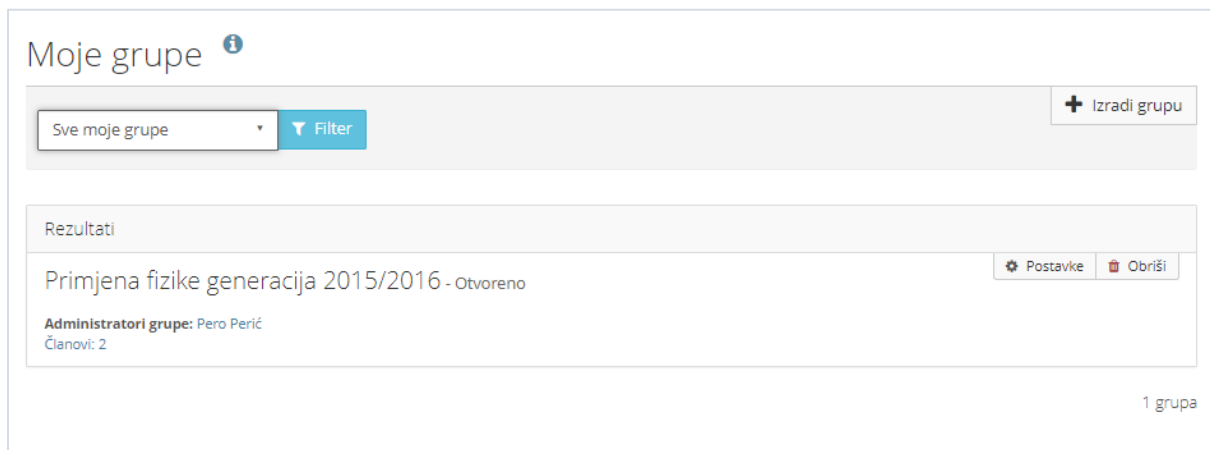 Moje grupe
Izradi grupu
Sve moje grupe Filter
Rezultati
Primjena fizike generacija 2015/2016 - Otvoreno
Postavke Obriši
Administratori grupe: Pero Perić
Članovi: 2
1 grupa